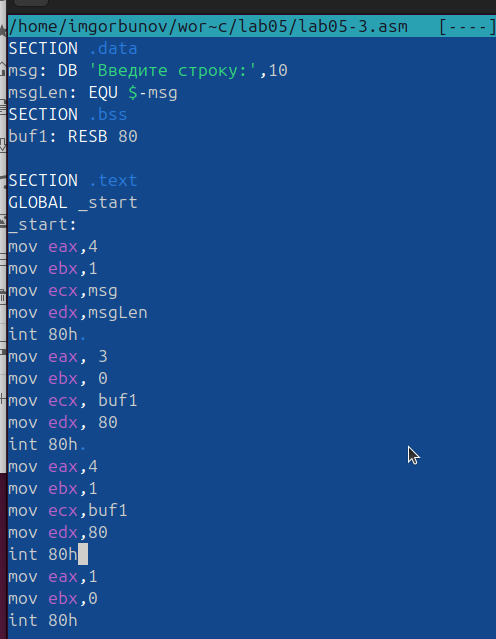 /home/imgorbunov/wor~c/lab05/lab05-3.asm [----]
SECTION .data
msg: DB 'Введите строку:',10
msgLen: EQU $-msg
SECTION .bss
buf1: RESB 80
SECTION .text
GLOBAL _start
_start:
mov eax,4
mov ebx,1
mov ecx,msg
mov edx,msgLen
int 80h
mov eax, 3
mov ebx, 0
mov ecx, buf1
mov edx, 80
int 80h
mov eax,4
mov ebx,1
mov ecx,buf1
mov edx,80
int 80h
mov eax,1
mov ebx,0
int 80h